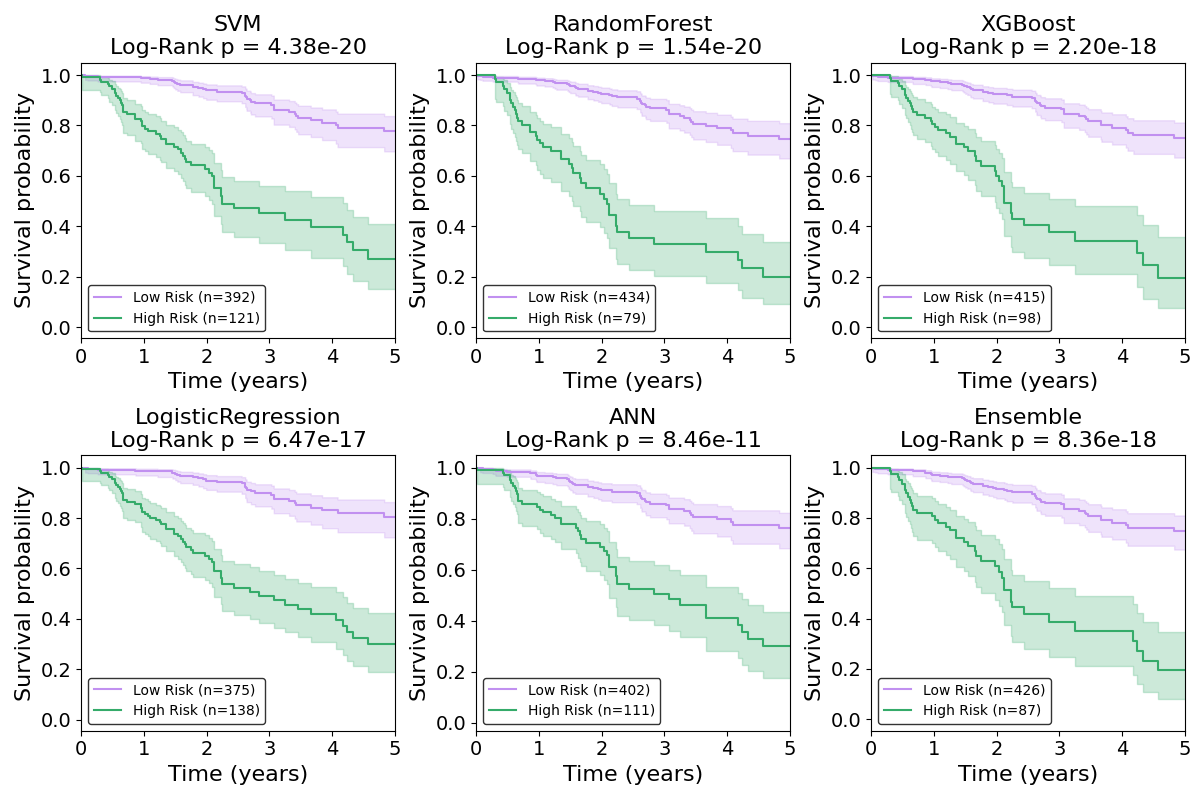 SVM
Log-Rank p = 4.38e-20
Survival probability
1.0
0.8
0.6
0.4
0.2
0.0
Low Risk (n=392)
High Risk (n=121)
0 1 2 3 4 5
Time (years)
RandomForest
Log-Rank p = 1.54e-20
Survival probability
1.0
0.8
0.6
0.4
0.2
0.0
Low Risk (n=434)
High Risk (n=79)
0 1 2 3 4 5
Time (years)
XGBoost
Log-Rank p = 2.20e-18
Survival probability
1.0
0.8
0.6
0.4
0.2
0.0
Low Risk (n=415)
High Risk (n=98)
0 1 2 3 4 5
Time (years)
LogisticRegression
Log-Rank p = 6.47e-17
Survival probability
1.0
0.8
0.6
0.4
0.2
0.0
Low Risk (n=375)
High Risk (n=138)
0 1 2 3 4 5
Time (years)
ANN
Log-Rank p = 8.46e-11
Survival probability
1.0
0.8
0.6
0.4
0.2
0.0
Low Risk (n=402)
High Risk (n=111)
0 1 2 3 4 5
Time (years)
Ensemble
Log-Rank p = 8.36e-18
Survival probability
1.0
0.8
0.6
0.4
0.2
0.0
Low Risk (n=426)
High Risk (n=87)
0 1 2 3 4 5
Time (years)